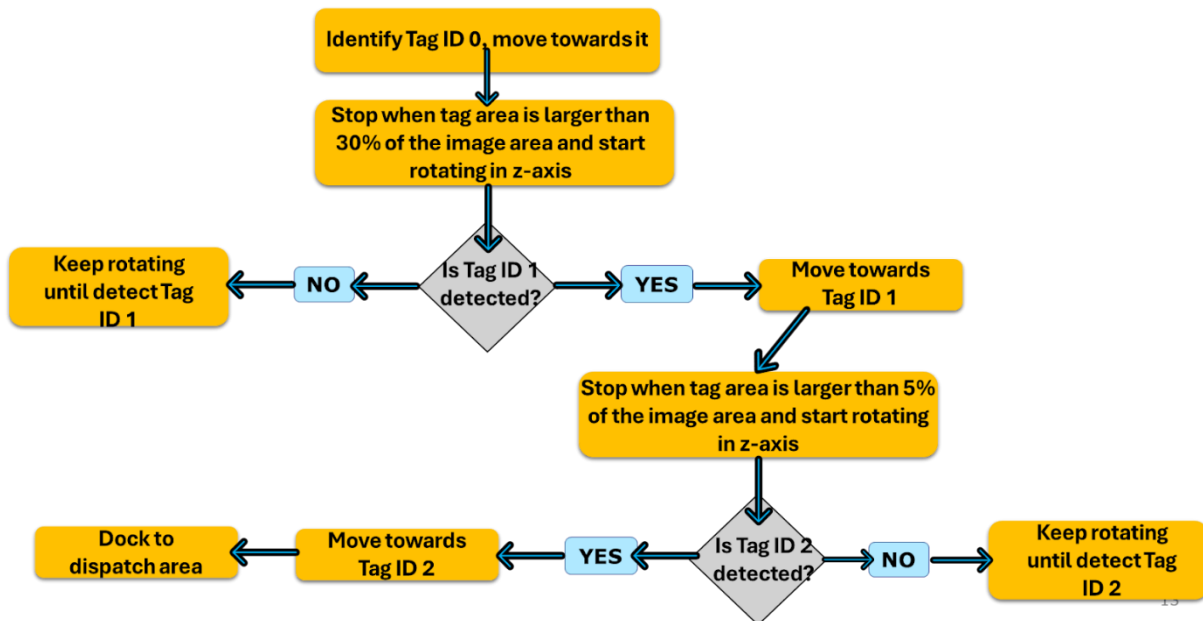 Identify Tag ID 0, move towards it
Stop when tag area is larger than
30% of the image area and start
rotating in z-axis
Is Tag ID 1
detected?
NO
Keep rotating
until detect Tag
ID 1
YES
Move towards
Tag ID 1
Stop when tag area is larger than 5%
of the image area and start rotating
in z-axis
Is Tag ID 2
detected?
YES
Move towards
Tag ID 2
Dock to
dispatch area
NO
Keep rotating
until detect Tag
ID 2